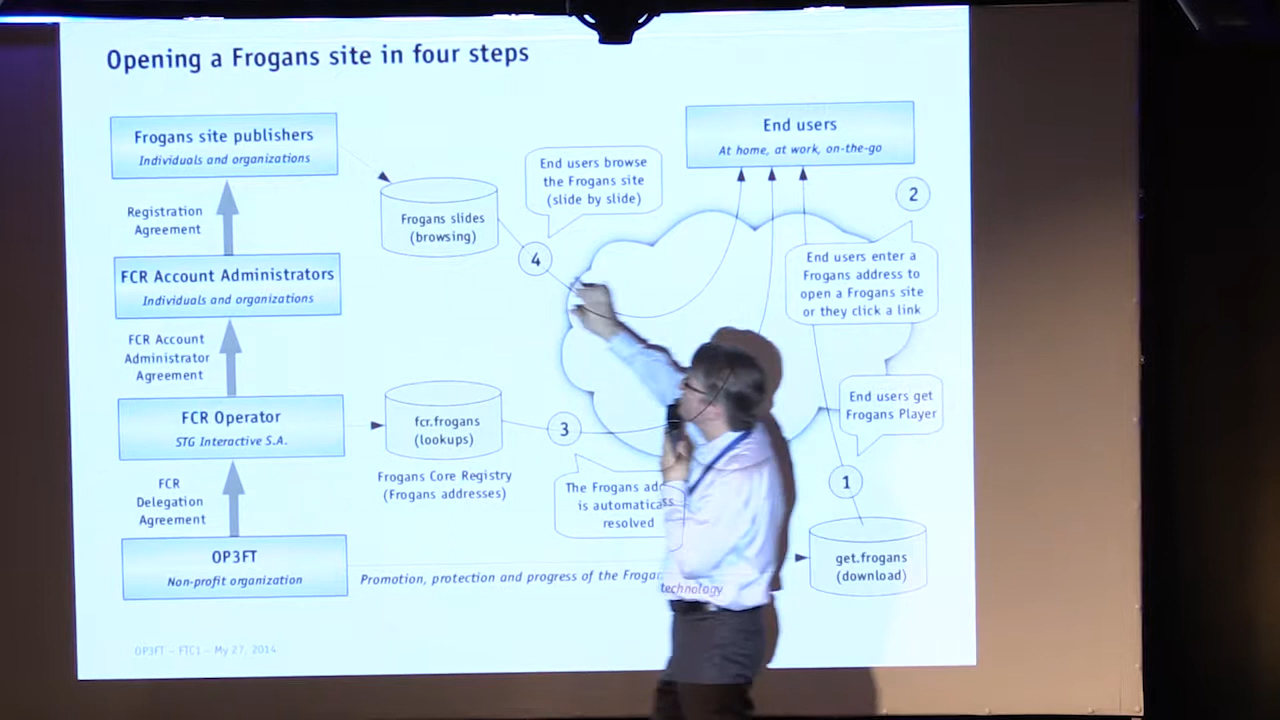 Opening a Frogans site in four steps
Frogans site publishers
Individuals and organizations
Registration
Agreement
FCR Account Administrators
Individuals and organizations
FCR Account
Administrator
Agreement
FCR Operator
STG Interactive S.A.
FCR
Delegation
Agreement
OP3FT
Non-profit organization
Frogans slides
(browsing)
End users browse
the Frogans site
(slide by slide)
4
End users
At home, at work, on-the-go
2
End users enter a
Frogans address to
open a Frogans site
or they click a link
fcr.frogans
(lookups)
Frogans Core Registry
(Frogans addresses)
3
The Frogans
is
resolved
End users get
Frogans Player
1
get.frogans
(download)
Promotion, protection and progress of the
technology
OP3FT – FTC1 – My 27, 2014